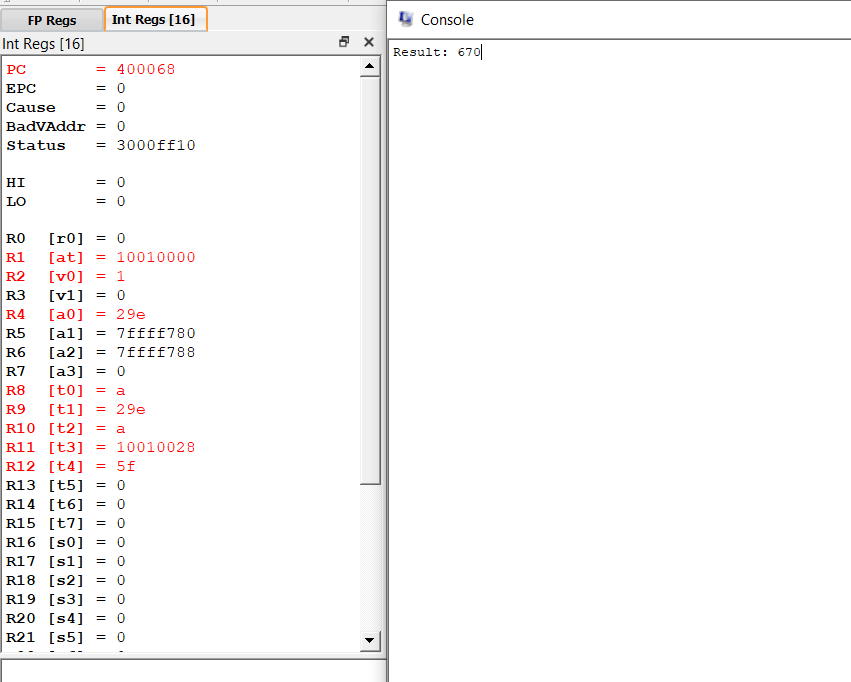 FP Regs
Int Regs [16]
Int Regs [16]
PC = 400068
EPC = 0
Cause = 0
BadVAddr = 0
Status = 3000ff10
HI = 0
LO = 0
R0 [r0] = 0
R1 [at] = 10010000
R2 [v0] = 1
R3 [v1] = 0
R4 [a0] = 29e
R5 [a1] = 7ffff780
R6 [a2] = 7ffff788
R7 [a3] = 0
R8 [t0] = a
R9 [t1] = 29e
R10 [t2] = a
R11 [t3] = 10010028
R12 [t4] = 5f
R13 [t5] = 0
R14 [t6] = 0
R15 [t7] = 0
R16 [s0] = 0
R17 [s1] = 0
R18 [s2] = 0
R19 [s3] = 0
R20 [s4] = 0
R21 [s5] = 0
Console
Result: 670